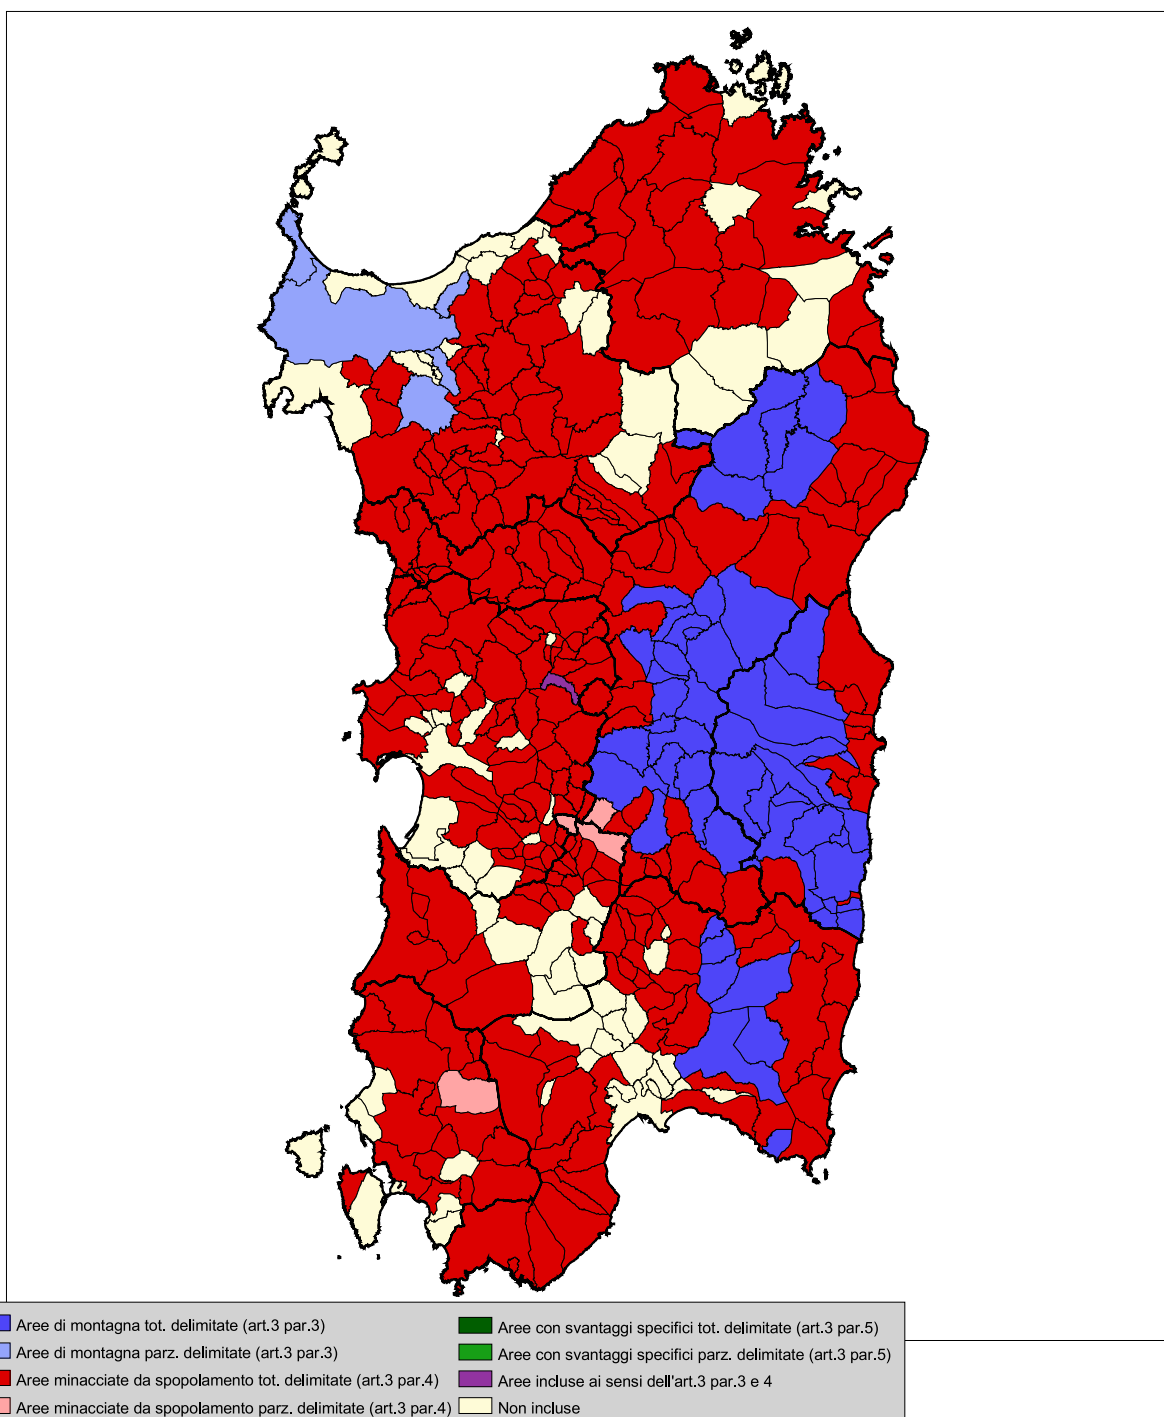 Aree di montagna tot. delimitate (art.3 par.3)
Aree di montagna parz. delimitate (art.3 par.3)
Aree minacciate da spopolamento tot. delimitate (art.3 par.4)
Aree minacciate da spopolamento parz. delimitate (art.3 par.4)
Aree con svantaggi specifici tot. delimitate (art.3 par.5)
Aree con svantaggi specifici parz. delimitate (art.3 par.5)
Aree incluse ai sensi dell'art.3 par.3 e 4
Non incluse